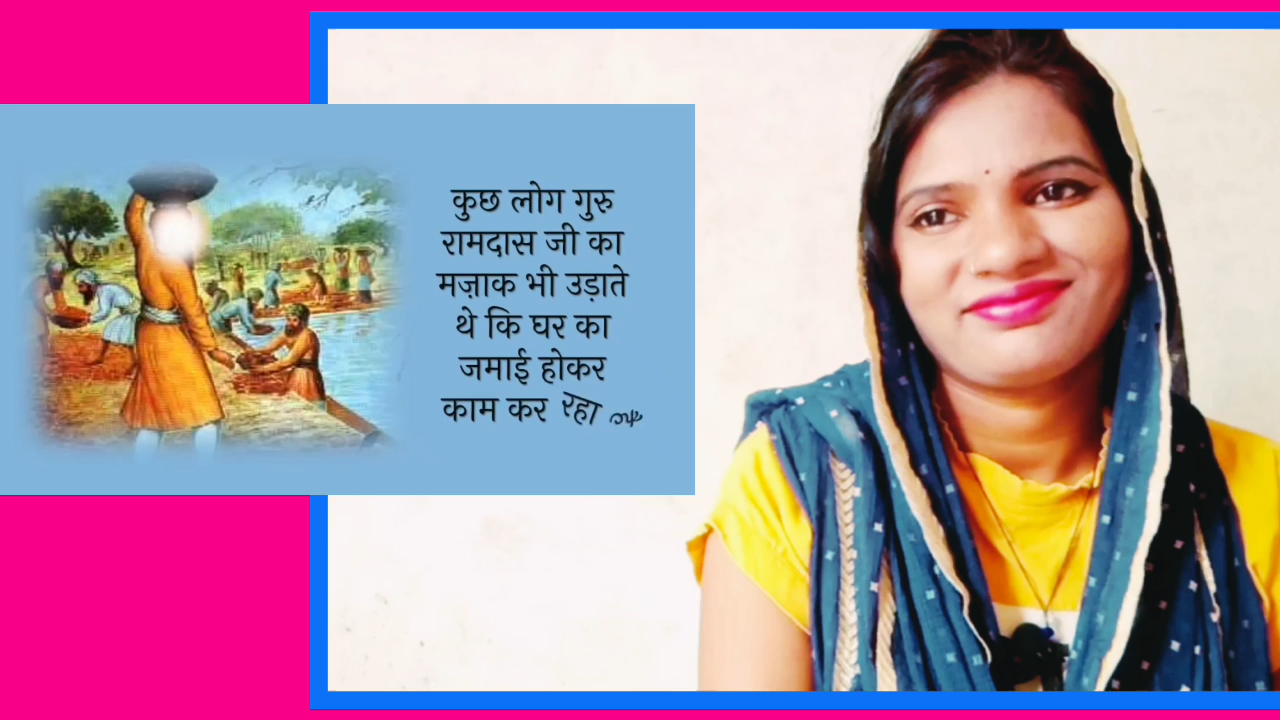 कुछ लोग गुरु
रामदास जी का
मज़ाक भी उड़ाते
थे कि घर का
जमाई होकर
काम कर रहा